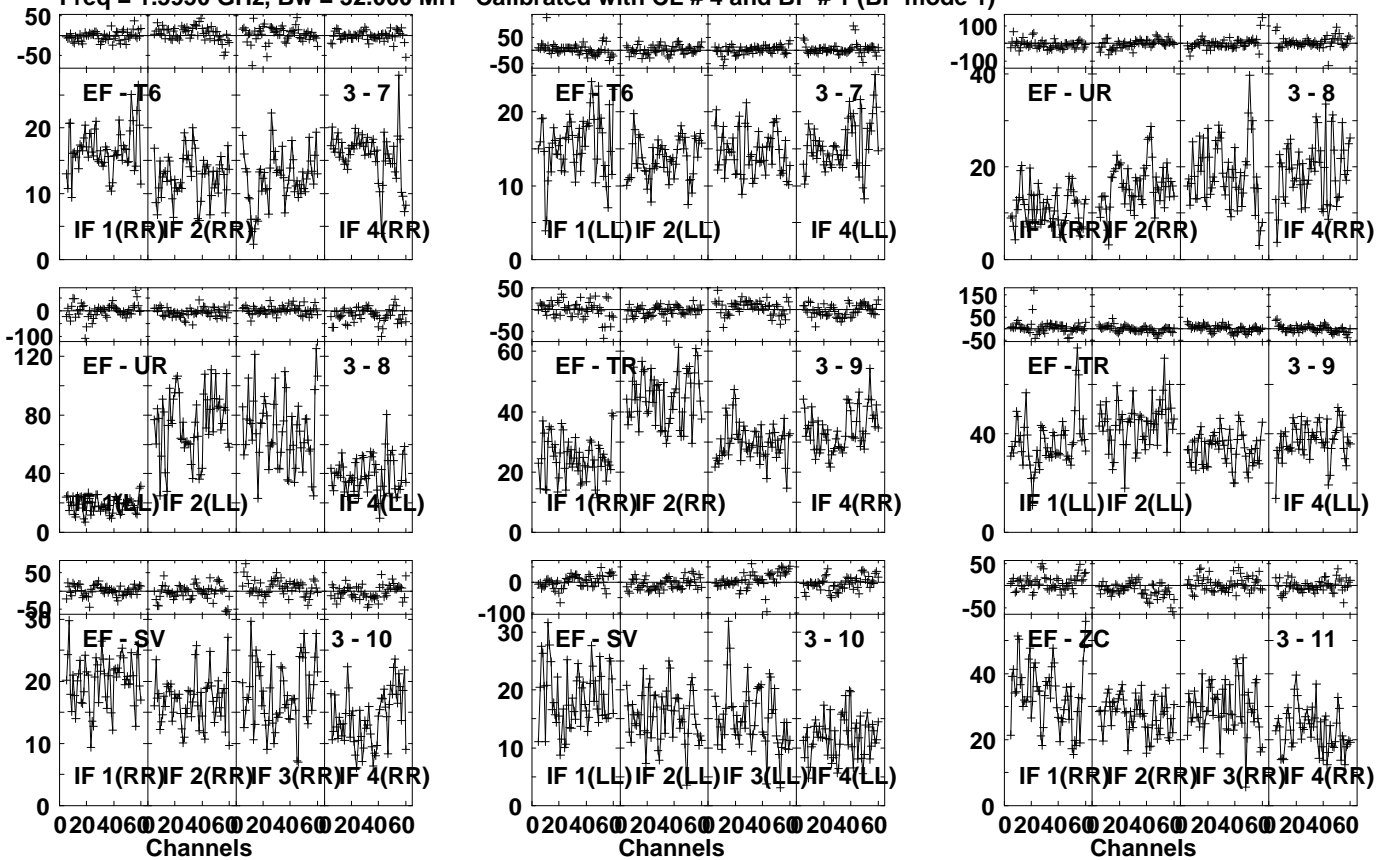 Calibrated with CL # 4 and BP # 1 (BP mode 1)
50
-50
EF - T6
3 - 7
20
10
0
IF 1(RR)
IF 2(RR)
IF 4(RR)
50
-50
EF - T6
3 - 7
20
10
0
IF 1(LL)
IF 2(LL)
IF 4(LL)
100
-100
40
EF - UR
3 - 8
20
0
IF 1(RR)
IF 2(RR)
IF 4(RR)
0
-100
120
EF - UR
3 - 8
80
40
0
IF 1(LL)
IF 2(LL)
IF 4(LL)
50
-50
60
EF - TR
3 - 9
40
20
0
IF 1(RR)
IF 2(RR)
IF 4(RR)
150
50
-50
EF - TR
3 - 9
40
0
IF 1(LL)
IF 2(LL)
IF 4(LL)
50
-50
30
EF - SV
3 - 10
20
10
0
IF 1(RR)
IF 2(RR)
IF 3(RR)
IF 4(RR)
0 20 40 60 0 20 40 60 0 20 40 60 0 20 40 60
Channels
0
-100
30
EF - SV
3 - 10
20
10
0
IF 1(LL)
IF 2(LL)
IF 3(LL)
IF 4(LL)
0 20 40 60 0 20 40 60 0 20 40 60 0 20 40 60
Channels
50
-50
EF - ZC
3 - 11
40
20
0
IF 1(RR)
IF 2(RR)
IF 3(RR)
IF 4(RR)
0 20 40 60 0 20 40 60 0 20 40 60 0 20 40 60
Channels